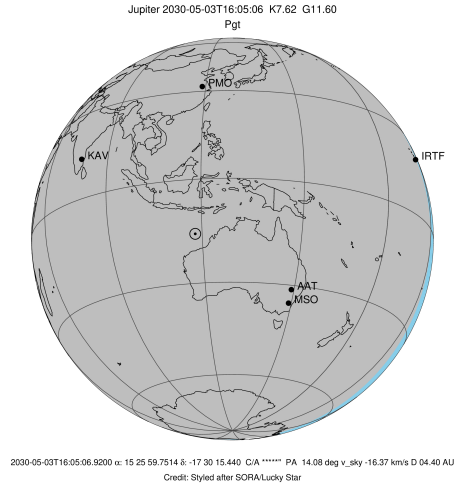 Jupiter 2030-05-03T16:05:06 K7.62 G11.60
Pgt
PMO
KAV
IRTF
AAT
MSO
2030-05-03T16:05:06.9200 α: 15 25 59.7514 δ: -17 30 15.440 C/A *****" PA 14.08 deg v_sky -16.37 km/s D 04.40 AU
Credit: Styled after SORA/Lucky Star